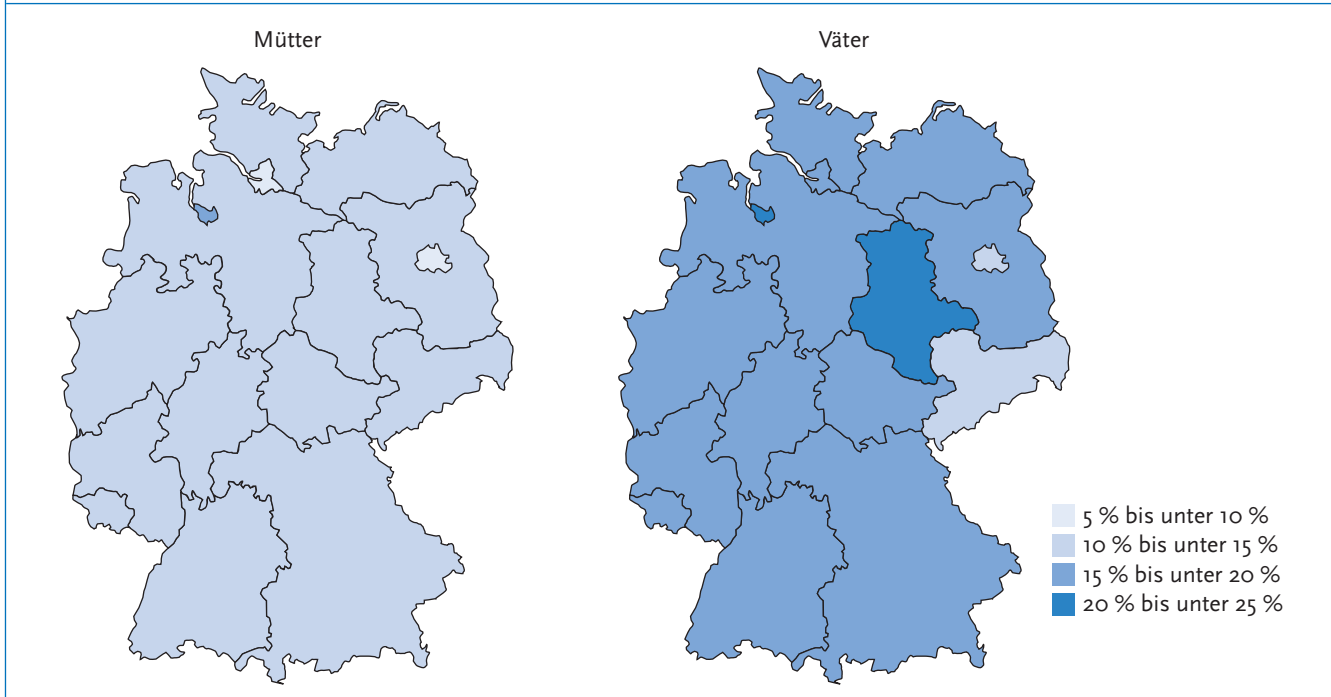 Mütter
Väter
5 % bis unter 10 %
10 % bis unter 15 %
15 % bis unter 20 %
20 % bis unter 25 %